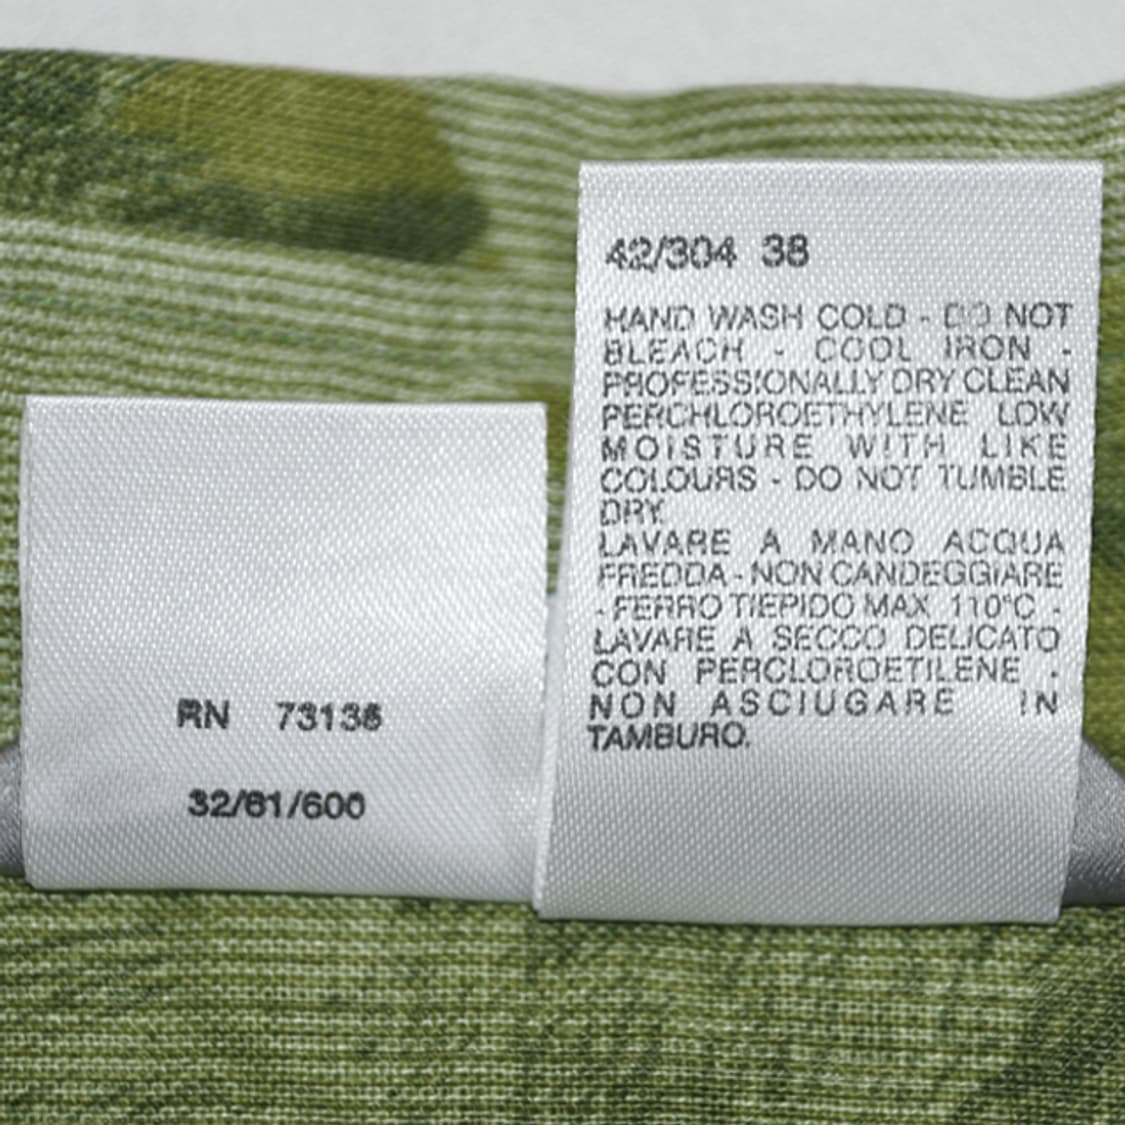 RN 73136
32/61/600
42/304 38
HAND WASH COLD - DO NOT
BLEACH - COOL IRON -
PROFESSIONALLY DRY CLEAN
PERCHLOROETHYLENE LOW
MOISTURE WITH LIKE
COLOURS - DO NOT TUMBLE
DRY.
LAVARE A MANO ACQUA
FREDDA - NON CANDEGGIARE
- FERRO TIEPIDO MAX 110°C -
LAVARE A SECCO DELICATO
CON PERCLOROETILENE -
NON ASCIUGARE IN
TAMBURO.